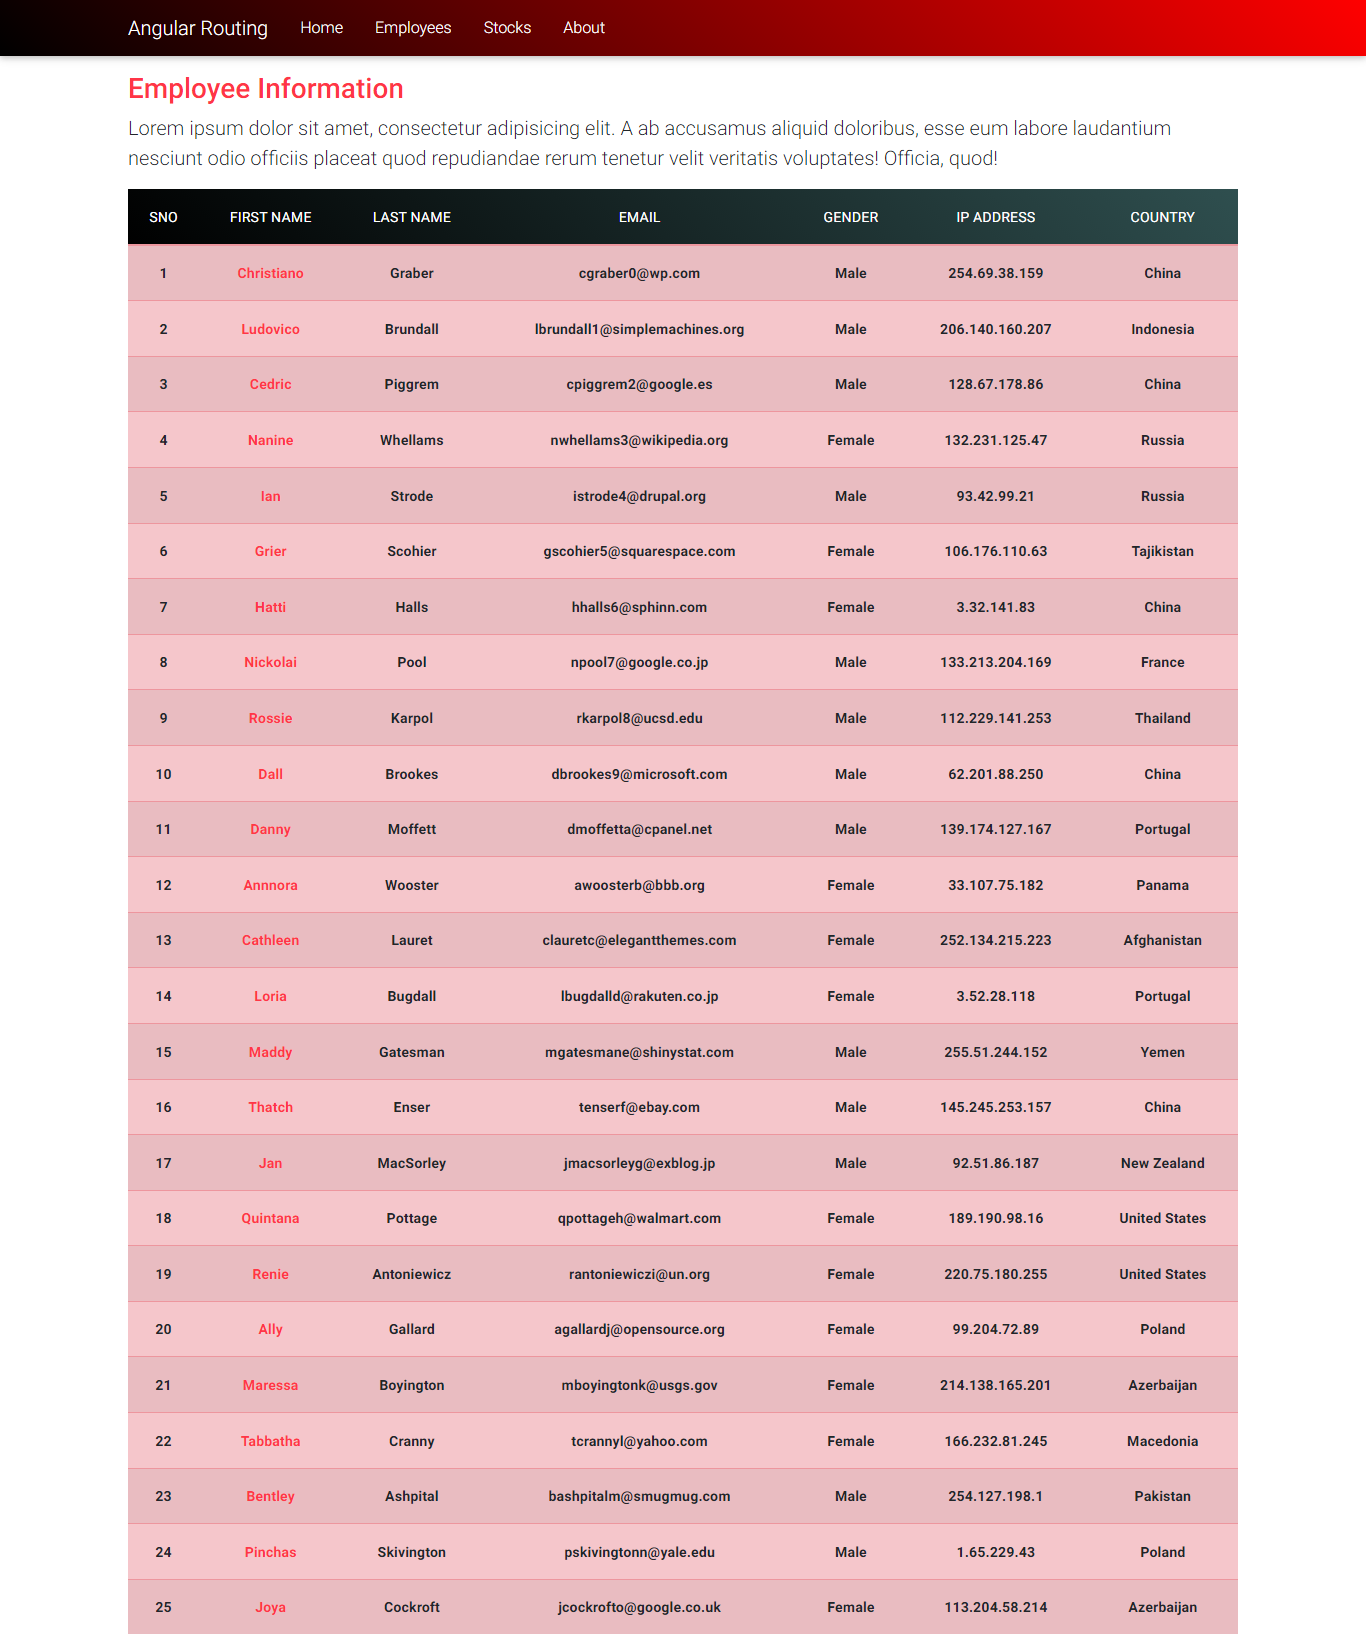 Angular Routing Home Employees Stocks About
Employee Information
Lorem ipsum dolor sit amet, consectetur adipisicing elit. A ab accusamus aliquid doloribus, esse eum labore laudantium
nesciunt odio officiis placeat quod repudiandae rerum tenetur velit veritatis voluptates! Officia, quod!
SNO FIRST NAME LAST NAME EMAIL GENDER IP ADDRESS COUNTRY
1 Christiano Graber cgraber0@wp.com Male 254.69.38.159 China
2 Ludovico Brundall lbrundall1@simplemachines.org Male 206.140.160.207 Indonesia
3 Cedric Piggrem cpiggrem2@google.es Male 128.67.178.86 China
4 Nanine Whellams nwhellams3@wikipedia.org Female 132.231.125.47 Russia
5 Ian Strode istrode4@drupal.org Male 93.42.99.21 Russia
6 Grier Scohier gscohier5@squarespace.com Female 106.176.110.63 Tajikistan
7 Hatti Halls hhalls6@sphinn.com Female 3.32.141.83 China
8 Nickolai Pool npool7@google.co.jp Male 133.213.204.169 France
9 Rossie Karpol rkarpol8@ucsd.edu Male 112.229.141.253 Thailand
10 Dall Brookes dbrookes9@microsoft.com Male 62.201.88.250 China
11 Danny Moffett dmoffetta@cpanel.net Male 139.174.127.167 Portugal
12 Annnora Wooster awoosterb@bbb.org Female 33.107.75.182 Panama
13 Cathleen Lauret clauretc@elegantthemes.com Female 252.134.215.223 Afghanistan
14 Loria Bugdall lbugdalld@rakuten.co.jp Female 3.52.28.118 Portugal
15 Maddy Gatesman mgatesmane@shinystat.com Male 255.51.244.152 Yemen
16 Thatch Enser tenserf@ebay.com Male 145.245.253.157 China
17 Jan MacSorley jmacsorleyg@exblog.jp Male 92.51.86.187 New Zealand
18 Quintana Pottage qpottageh@walmart.com Female 189.190.98.16 United States
19 Renie Antoniewicz rantoniewiczi@un.org Female 220.75.180.255 United States
20 Ally Gallard agallardj@opensource.org Female 99.204.72.89 Poland
21 Maressa Boyington mboyingtonk@usgs.gov Female 214.138.165.201 Azerbaijan
22 Tabbatha Cranny tcrannyl@yahoo.com Female 166.232.81.245 Macedonia
23 Bentley Ashpital bashpitalm@smugmug.com Male 254.127.198.1 Pakistan
24 Pinchas Skivington pskivingtonn@yale.edu Male 1.65.229.43 Poland
25 Joya Cockroft jcockrofto@google.co.uk Female 113.204.58.214 Azerbaijan